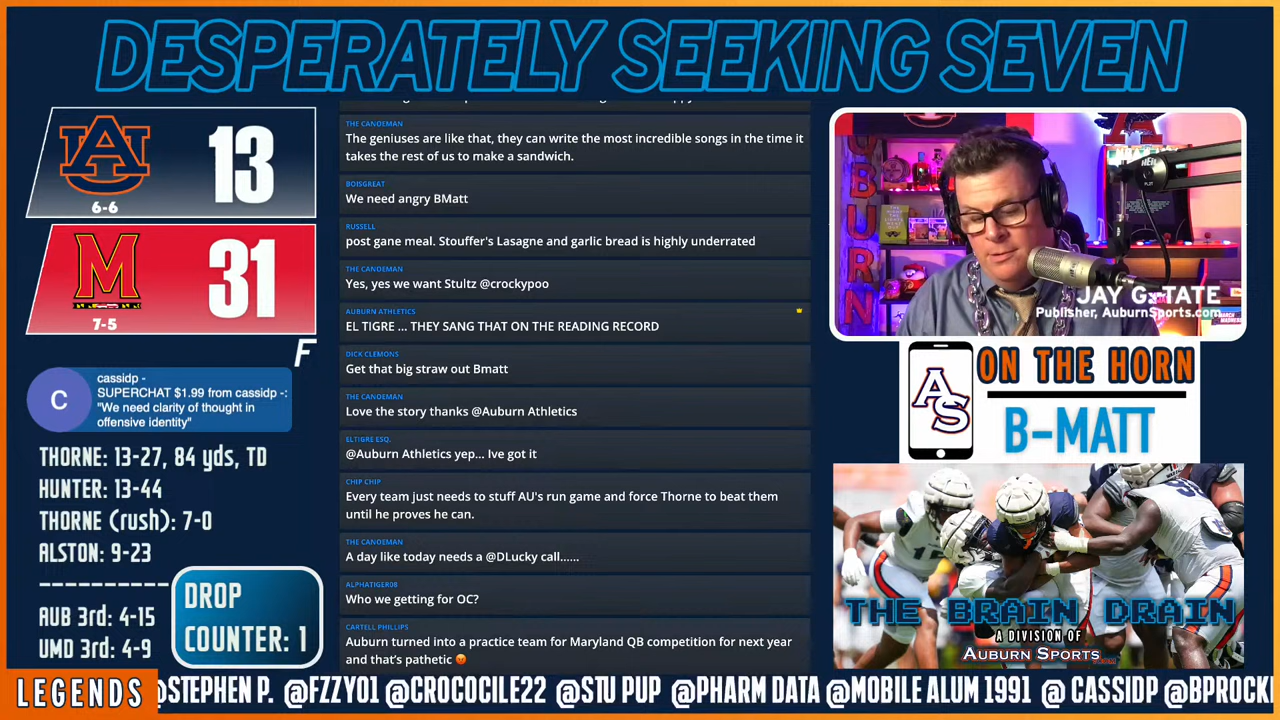 DESPERATELY SEEKING SEVEN
AU
13
6-6
M
31
7-5
F
C
cassidp -
SUPERCHAT $1.99 from cassidp -:
"We need clarity of thought in
offensive identity"
THORNE: 13-27, 84 yds, TD
HUNTER: 13-44
THORNE (rush): 7-0
ALSTON: 9-23
AUB 3rd: 4-15
UMD 3rd: 4-9
DROP
COUNTER: 1
THE CANOEMAN
The geniuses are like that, they can write the most incredible songs in the time it
takes the rest of us to make a sandwich.
BOISGREAT
We need angry BMatt
RUSSELL
post gane meal. Stouffer's Lasagne and garlic bread is highly underrated
THE CANOEMAN
Yes, yes we want Stultz @crockypoo
AUBURN ATHLETICS
EL TIGRE ... THEY SANG THAT ON THE READING RECORD
DICK CLEMONS
Get that big straw out Bmatt
THE CANOEMAN
Love the story thanks @Auburn Athletics
ELTIGRE ESQ.
@Auburn Athletics yep... Ive got it
CHIP CHIP
Every team just needs to stuff AU's run game and force Thorne to beat them
until he proves he can.
THE CANOEMAN
A day like today needs a @DLucky call......
ALPHATIGER08
Who we getting for OC?
CARTELL PHILLIPS
Auburn turned into a practice team for Maryland QB competition for next year
and that's pathetic 😡
BURN
JAY G. TATE
Publisher, AuburnSports.com
AS
ON THE HORN
B-MATT
THE BRAIN DRAIN
A DIVISION OF
AUBURN SPORTS.com
LEGENDS
@STEPHEN P. @FZZY01 @CROCOCILE22 @STU PUP @PHARM DATA @MOBILE ALUM 1991 @ CASSIDP @BPROCK